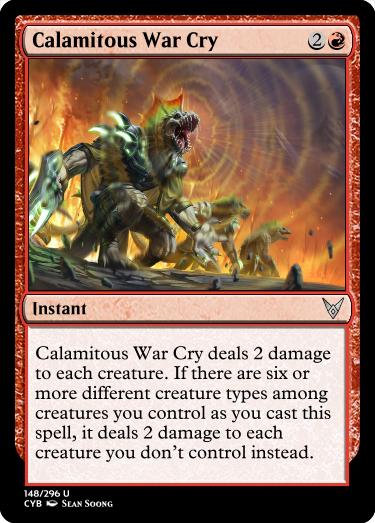 Calamitous War Cry 2
Instant
Calamitous War Cry deals 2 damage
to each creature. If there are six or
more different creature types among
creatures you control as you cast this
spell, it deals 2 damage to each
creature you don't control instead.
148/296 U
CYB Sean Soong